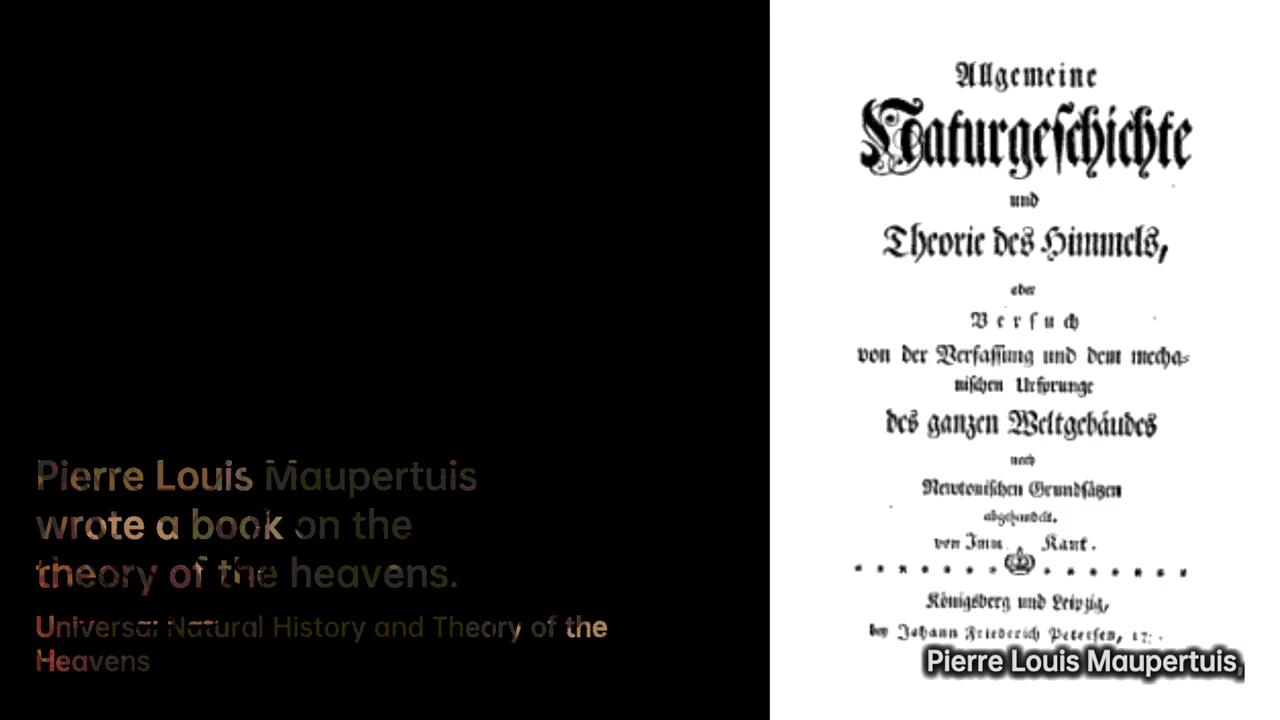 Pierre Louis Maupertuis
wrote a book on the
theory of the heavens.
Universal Natural History and Theory of the
Heavens
Allgemeine
Naturgeschichte
und
Theorie des Himmels,
oder
Versuch
von der Verfassung und dem mecha-
nischen Ursprunge
des ganzen Weltgebäudes
nach
Newtonischen Grundsätzen
abgehandelt.
von Imm. Kant.
Königsberg und Leipzig,
bey Johann Friederich Petersen,
Pierre Louis Maupertuis,